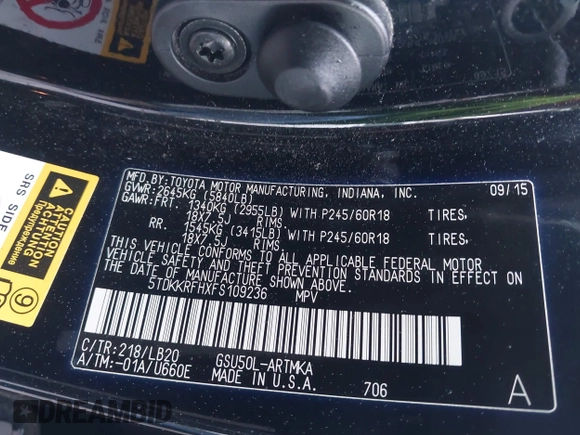 MFD.BY:TOYOTA MOTOR MANUFACTURING, INDIANA, INC. 09/15
GVWR:2645KG (5840LB)
GAWR:FRT. 1340KG (2955LB) WITH P245/60R18 TIRES,
18X7.5J RIMS,
RR. 1545KG (3415LB) WITH P245/60R18 TIRES,
18X7.5J RIMS.
THIS VEHICLE CONFORMS TO ALL APPLICABLE FEDERAL MOTOR
VEHICLE SAFETY AND THEFT PREVENTION STANDARDS IN EFFECT ON
THE DATE OF MANUFACTURE SHOWN ABOVE.
5TDKKRFHXFS109236 MPV
C/TR:218/LB20 GSU50L-ARTMKA
A/TM:-01A/U660E MADE IN U.S.A. 706 A
SRS SIDE
CAUTION
ACHTUNG
ATTENTION
9
DREAMBID